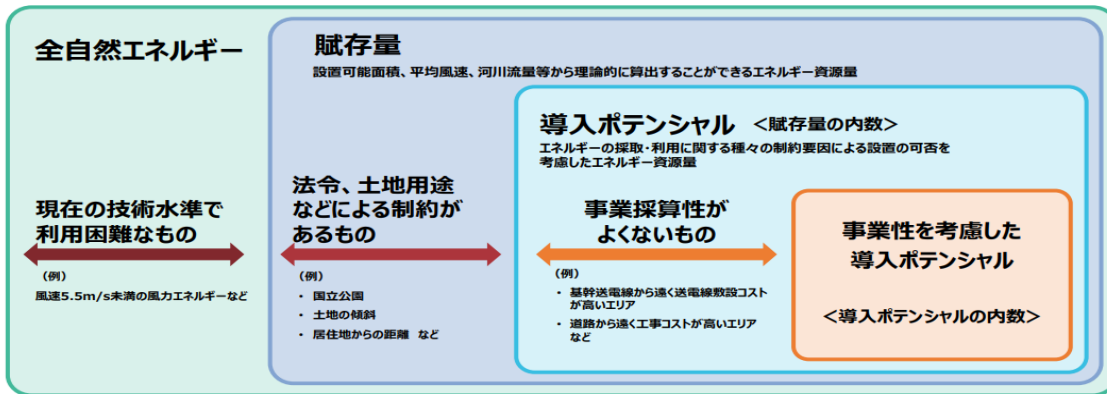 全自然エネルギー
現在の技術水準で
利用困難なもの
(例)
風速5.5m/s未満の風力エネルギーなど
賦存量
設置可能面積、平均風速、河川流量等から理論的に算出することができるエネルギー資源量
法令、土地用途
などによる制約が
あるもの
(例)
・ 国立公園
・ 土地の傾斜
・ 居住地からの距離 など
導入ポテンシャル <賦存量の内数>
エネルギーの採取・利用に関する種々の制約要因による設置の可否を
考慮したエネルギー資源量
事業採算性が
よくないもの
(例)
・ 基幹送電線から遠く送電線敷設コスト
が高いエリア
・ 道路から遠く工事コストが高いエリア
など
事業性を考慮した
導入ポテンシャル
<導入ポテンシャルの内数>